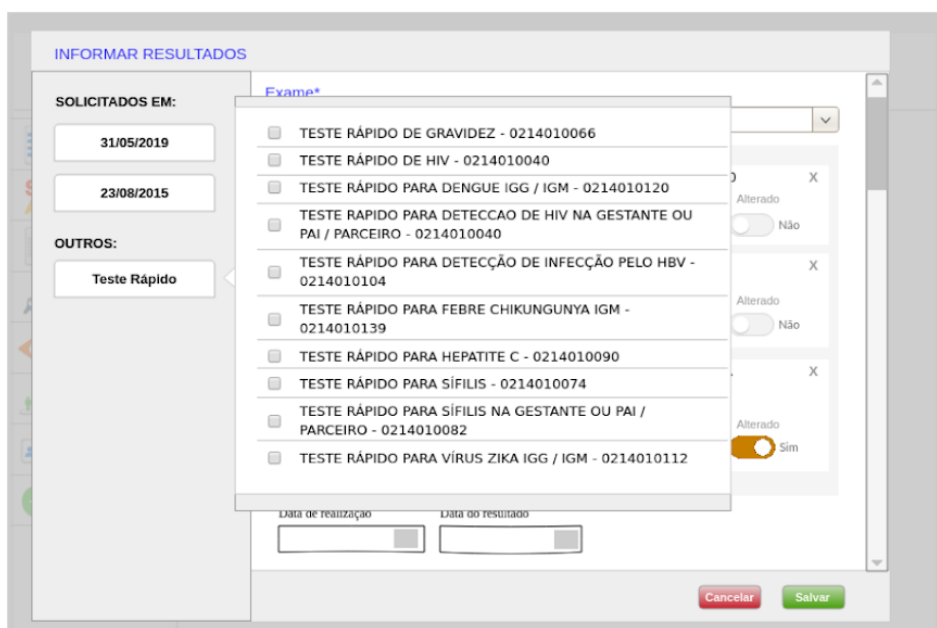 INFORMAR RESULTADOS
SOLICITADOS EM:
31/05/2019
23/08/2015
OUTROS:
Teste Rápido
Exame*
TESTE RÁPIDO DE GRAVIDEZ - 0214010066
TESTE RÁPIDO DE HIV - 0214010040
TESTE RÁPIDO PARA DENGUE IGG / IGM - 0214010120
TESTE RAPIDO PARA DETECCAO DE HIV NA GESTANTE OU
PAI / PARCEIRO - 0214010040
TESTE RÁPIDO PARA DETECÇÃO DE INFECÇÃO PELO HBV -
0214010104
TESTE RÁPIDO PARA FEBRE CHIKUNGUNYA IGM -
0214010139
TESTE RÁPIDO PARA HEPATITE C - 0214010090
TESTE RÁPIDO PARA SÍFILIS - 0214010074
TESTE RÁPIDO PARA SÍFILIS NA GESTANTE OU PAI /
PARCEIRO - 0214010082
TESTE RÁPIDO PARA VÍRUS ZIKA IGG / IGM - 0214010112
X
Alterado
Não
X
Alterado
Não
X
Alterado
Sim
Data de realização
Data do resultado
Cancelar
Salvar